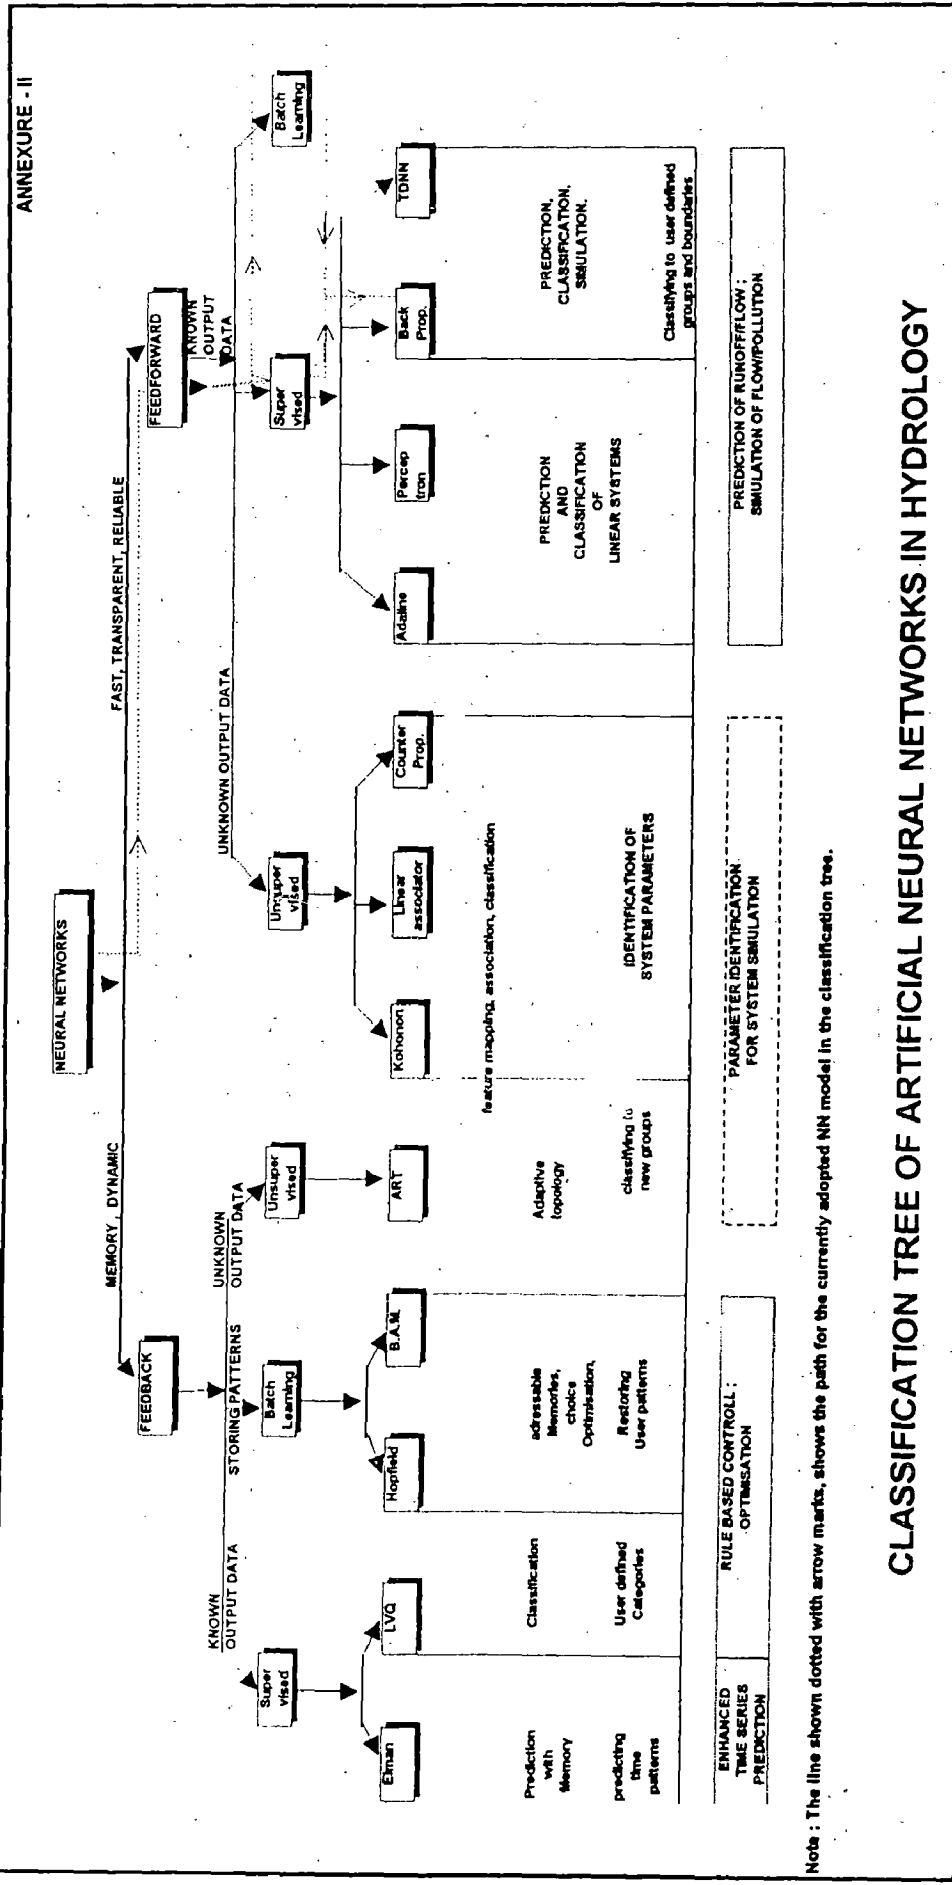 ANNEXURE - II
NEURAL NETWORKS
MEMORY, DYNAMIC
FAST, TRANSPARENT, RELIABLE
FEEDBACK
FEEDFORWARD
KNOWN
OUTPUT DATA
STORING PATTERNS
UNKNOWN
OUTPUT DATA
UNKNOWN OUTPUT DATA
KNOWN
OUTPUT
DATA
Super
vised
Batch
Learning
Unsuper
vised
Unsuper
vised
Super
vised
Batch
Learning
Elman
LVQ
Hopfield
B.A.M.
ART
Kohonon
Linear
associator
Counter
Prop.
Adaline
Percep
tron
Back
Prop.
TDNN
Prediction
with
Memory
predicting
time
patterns
Classification
User defined
Categories
adressable
Memories,
choice
Optimisation,
Restoring
User patterns
Adaptive
topology
classifying to
new groups
feature mapping, association, classification
IDENTIFICATION OF
SYSTEM PARAMETERS
PREDICTION
AND
CLASSIFICATION
OF
LINEAR SYSTEMS
PREDICTION,
CLASSIFICATION,
SIMULATION.
Classifying to user defined
groups and boundaries
ENHANCED
TIME SERIES
PREDICTION
RULE BASED CONTROLL ;
OPTIMISATION
PARAMETER IDENTIFICATION
FOR SYSTEM SIMULATION
PREDICTION OF RUNOFF/FLOW ;
SIMULATION OF FLOW/POLLUTION
Note : The line shown dotted with arrow marks, shows the path for the currently adopted NN model in the classification tree.
CLASSIFICATION TREE OF ARTIFICIAL NEURAL NETWORKS IN HYDROLOGY